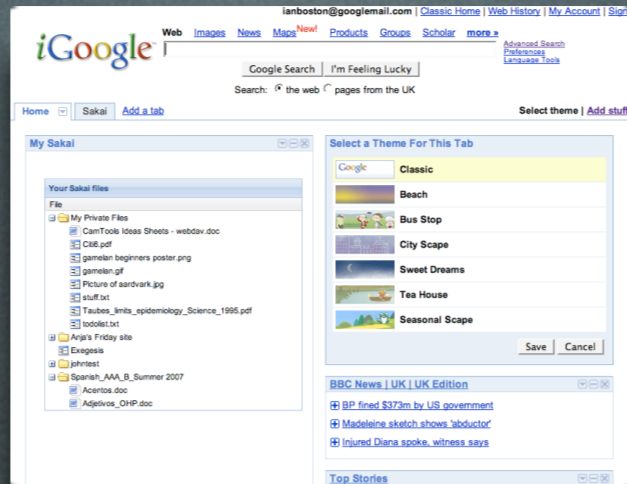 ianboston@googlemail.com | Classic Home | Web History | My Account | Sign
iGoogle
Web Images News Maps New! Products Groups Scholar more »
Advanced Search
Preferences
Language Tools
Google Search I'm Feeling Lucky
Search: the web pages from the UK
Home Sakai Add a tab
Select theme | Add stuff
My Sakai
Your Sakai files
File
My Private Files
CamTools Ideas Sheets - webdav.doc
Citi6.pdf
gamelan beginners poster.png
gamelan.gif
Picture of aardvark.jpg
stuff.txt
Taubes_limits_epidemiology_Science_1995.pdf
todolist.txt
Anja's Friday site
Exegesis
johntest
Spanish_AAA_B_Summer 2007
Acentos.doc
Adjetivos_OHP.doc
Select a Theme For This Tab
Google Classic
Beach
Bus Stop
City Scape
Sweet Dreams
Tea House
Seasonal Scape
Save Cancel
BBC News | UK | UK Edition
BP fined $373m by US government
Madeleine sketch shows 'abductor'
Injured Diana spoke, witness says
Top Stories